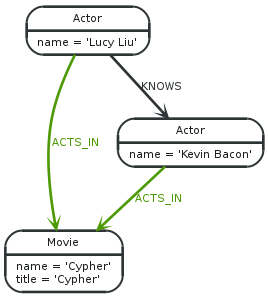 Actor
name = 'Lucy Liu'
KNOWS
Actor
name = 'Kevin Bacon'
ACTS_IN
ACTS_IN
Movie
name = 'Cypher'
title = 'Cypher'